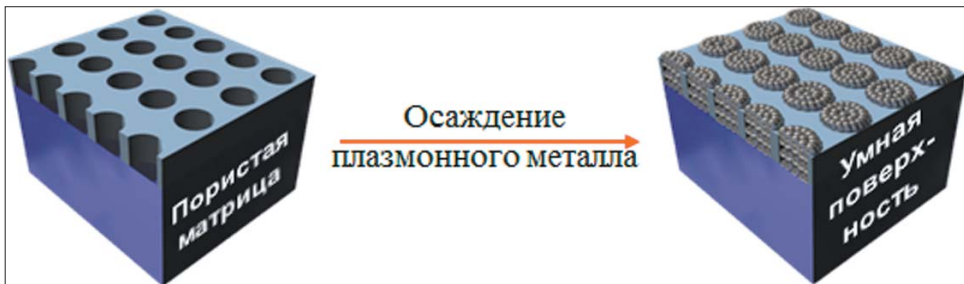 Пористая
матрица
Осаждение
плазмонного металла
Умная
поверх-
ность